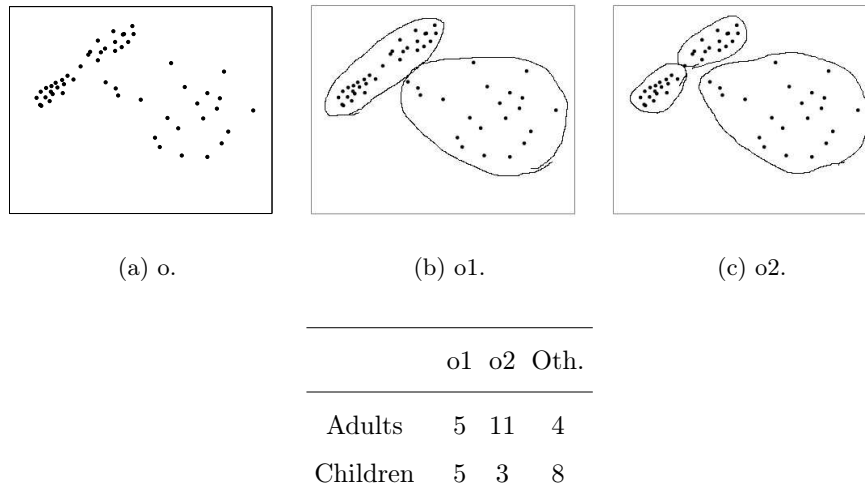 (a) o. (b) o1. (c) o2.
o1 o2 Oth.
Adults 5 11 4
Children 5 3 8